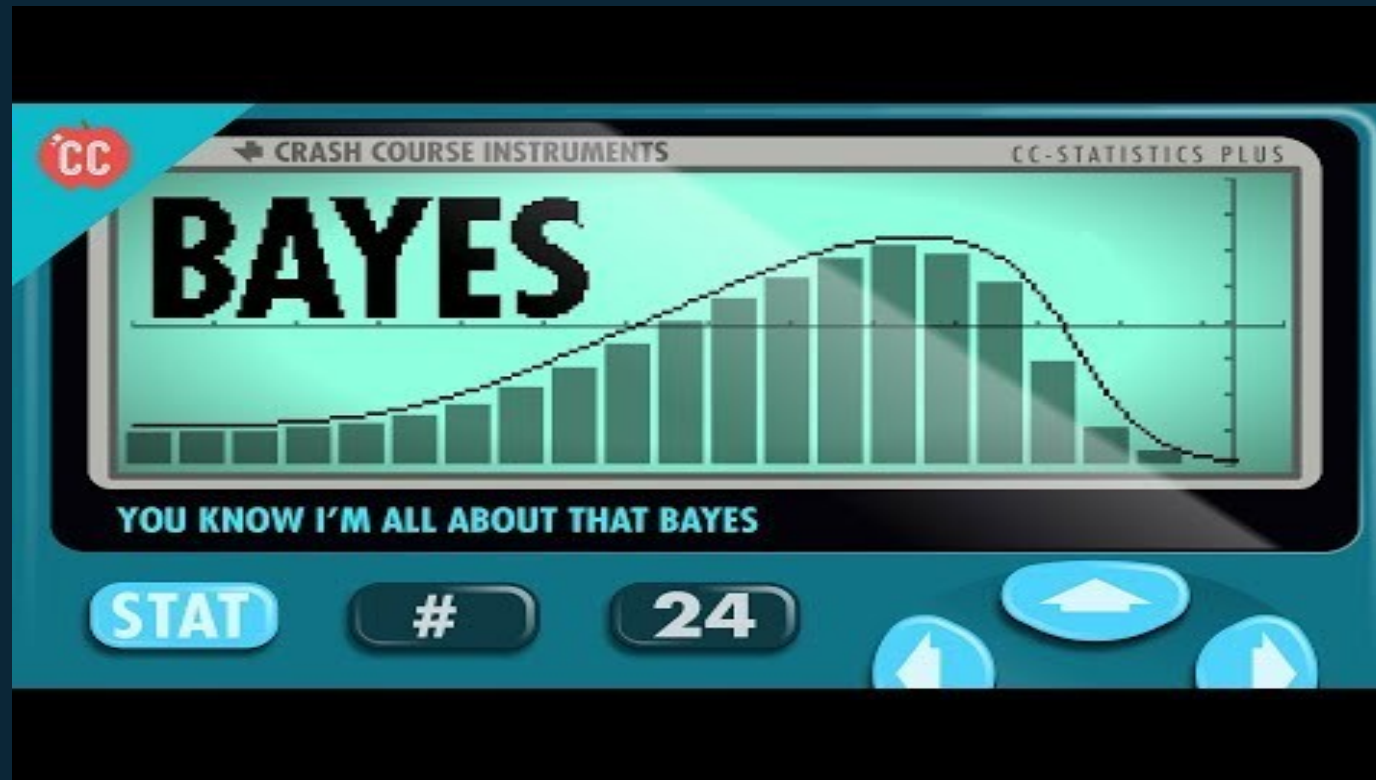 CC
CRASH COURSE INSTRUMENTS
CC-STATISTICS PLUS
BAYES
YOU KNOW I'M ALL ABOUT THAT BAYES
STAT
#
24